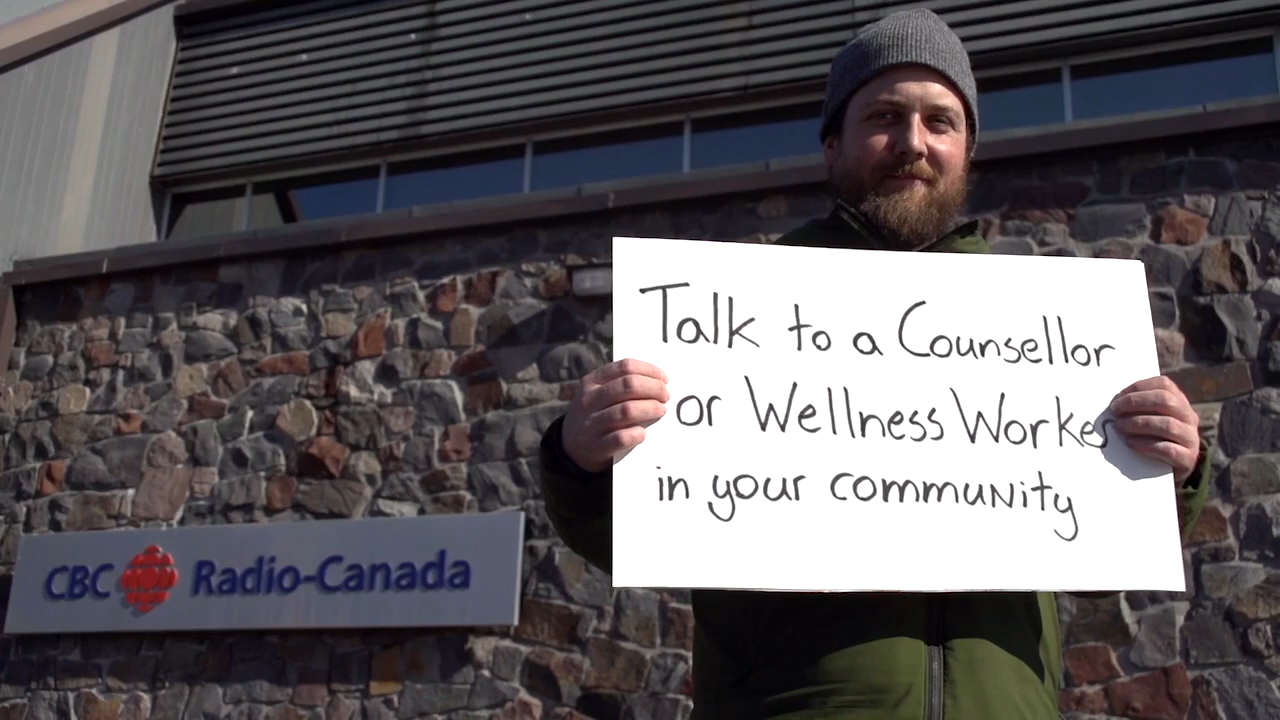 Talk to a Counsellor
or Wellness Worker
in your community
CBC Radio-Canada